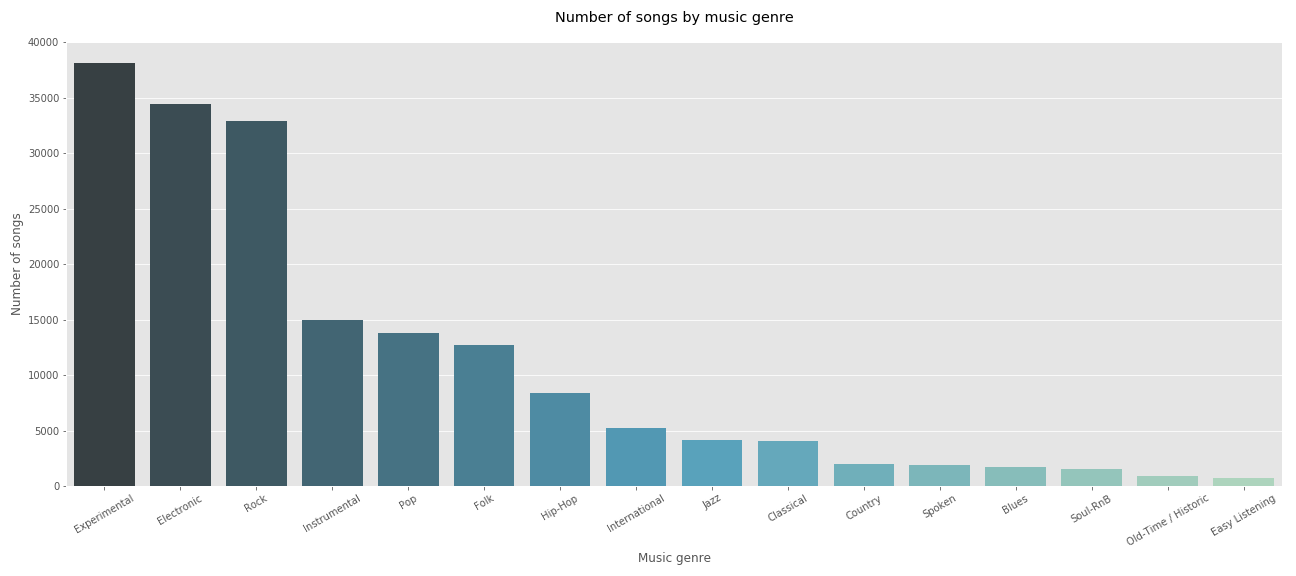 Number of songs by music genre
40000
35000
30000
25000
20000
15000
10000
5000
0
Number of songs
Experimental
Electronic
Rock
Instrumental
Pop
Folk
Hip-Hop
International
Jazz
Classical
Country
Spoken
Blues
Soul-RnB
Old-Time / Historic
Easy Listening
Music genre